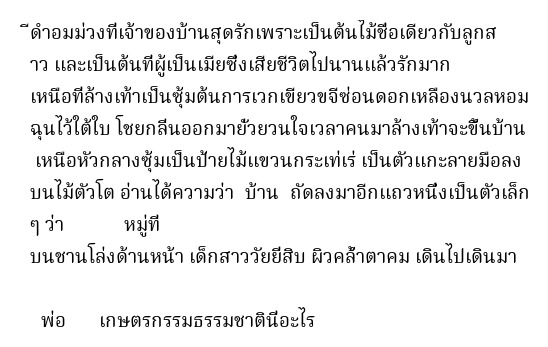 ีดำอมม่วงที่เจ้าของบ้านสุดรักเพราะเป็นต้นไม้ชื่อเดียวกับลูกส
าว และเป็นต้นที่ผู้เป็นเมียซึ่งเสียชีวิตไปนานแล้วรักมาก
เหนือที่ล้างเท้าเป็นซุ้มต้นการเวกเขียวขจีซ่อนดอกเหลืองนวลหอม
ฉุนไว้ใต้ใบ โชยกลิ่นออกมายั่วยวนใจเวลาคนมาล้างเท้าจะขึ้นบ้าน
เหนือหัวกลางซุ้มเป็นป้ายไม้แขวนกระเท่เร่ เป็นตัวแกะลายมือลง
บนไม้ตัวโต อ่านได้ความว่า บ้าน ถัดลงมาอีกแถวหนึ่งเป็นตัวเล็ก
ๆ ว่า หมู่ที่
บนชานโล่งด้านหน้า เด็กสาววัยยี่สิบ ผิวคล้ำตาคม เดินไปเดินมา
พ่อ เกษตรกรรมธรรมชาตินี่อะไร